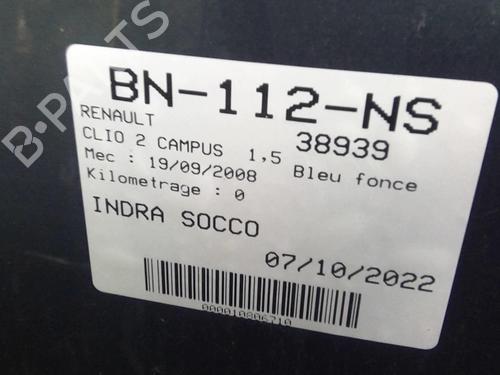 B-PARTS
BN-112-NS
RENAULT 38939
CLIO 2 CAMPUS 1,5 Bleu fonce
Mec : 19/09/2008
Kilometrage : 0
INDRA SOCCO
07/10/2022
000010806710